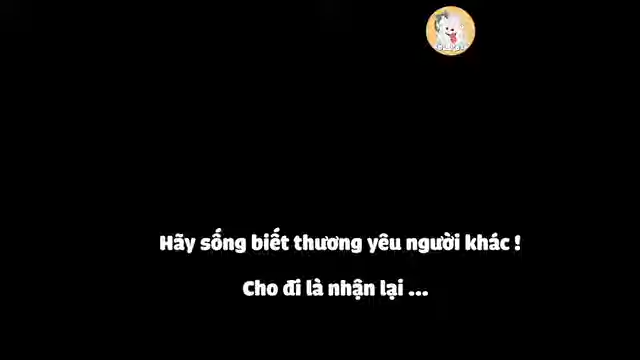 Hãy sống biết thương yêu người khác !
Cho đi là nhận lại ...